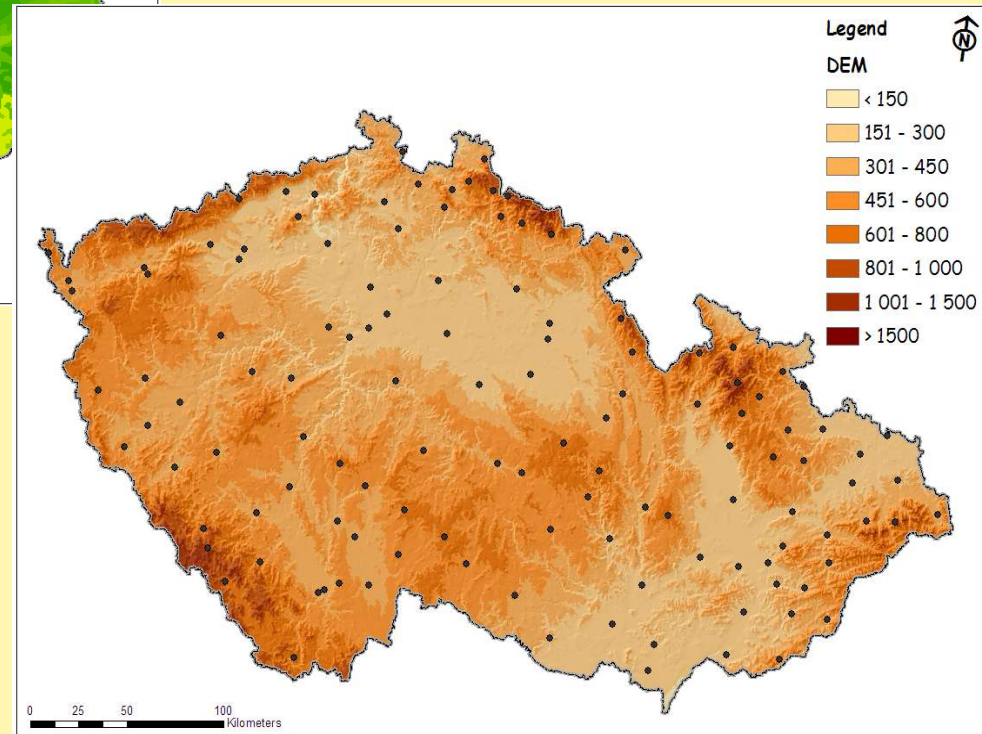 Legend
N
DEM
< 150
151 - 300
301 - 450
451 - 600
601 - 800
801 - 1 000
1 001 - 1 500
> 1500
0 25 50 100
Kilometers